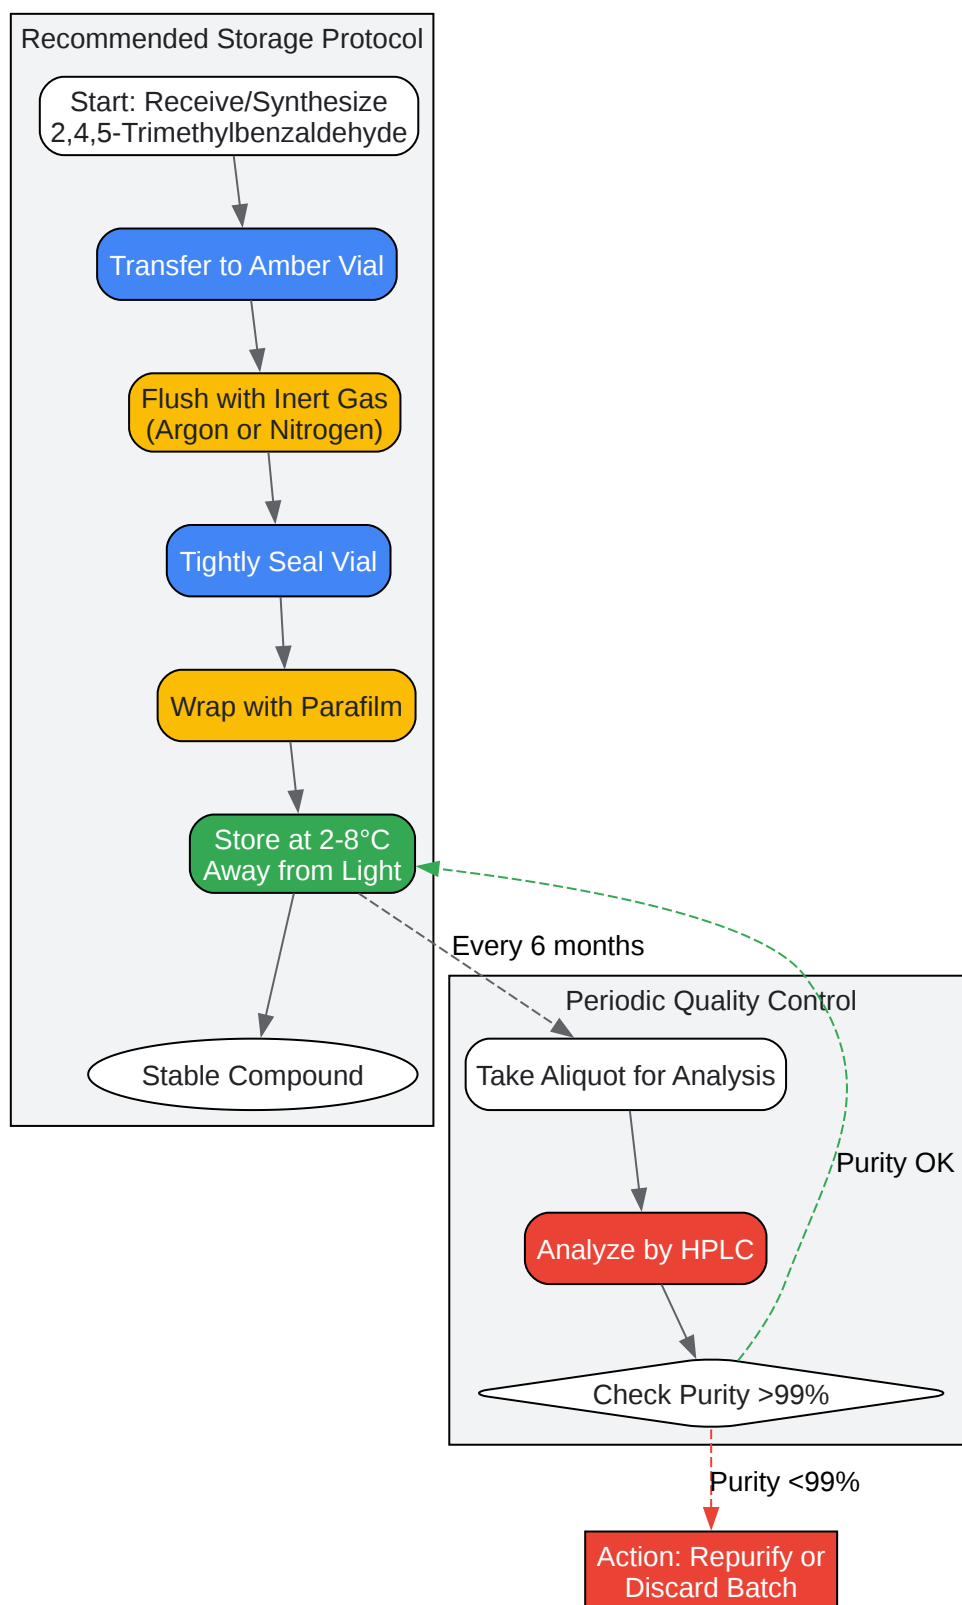 Recommended Storage Protocol
Start: Receive/Synthesize
2,4,5-Trimethylbenzaldehyde
Transfer to Amber Vial
Flush with Inert Gas
(Argon or Nitrogen)
Tightly Seal Vial
Wrap with Parafilm
Store at 2-8°C
Away from Light
Every 6 months
Stable Compound
Periodic Quality Control
Take Aliquot for Analysis
Purity OK
Analyze by HPLC
Check Purity >99%
Purity <99%
Action: Repurify or
Discard Batch